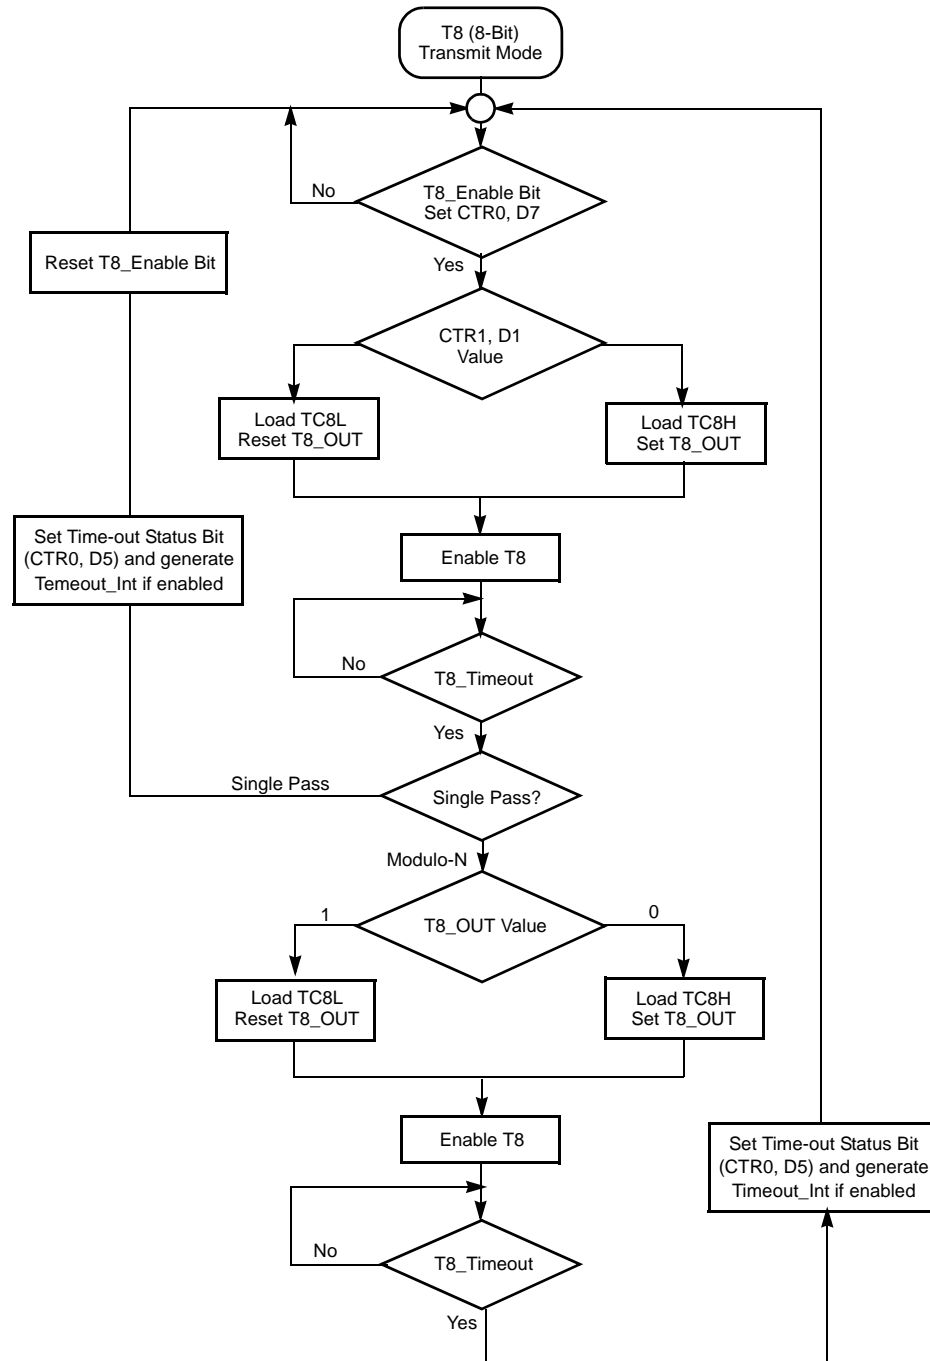 T8 (8-Bit)
Transmit Mode
No
T8_Enable Bit
Set CTR0, D7
Reset T8_Enable Bit
Yes
CTR1, D1
Value
Load TC8L
Reset T8_OUT
Load TC8H
Set T8_OUT
Set Time-out Status Bit
(CTR0, D5) and generate
Temeout_Int if enabled
Enable T8
No
T8_Timeout
Yes
Single Pass
Single Pass?
Modulo-N
1
T8_OUT Value
0
Load TC8L
Reset T8_OUT
Load TC8H
Set T8_OUT
Enable T8
Set Time-out Status Bit
(CTR0, D5) and generate
Timeout_Int if enabled
No
T8_Timeout
Yes